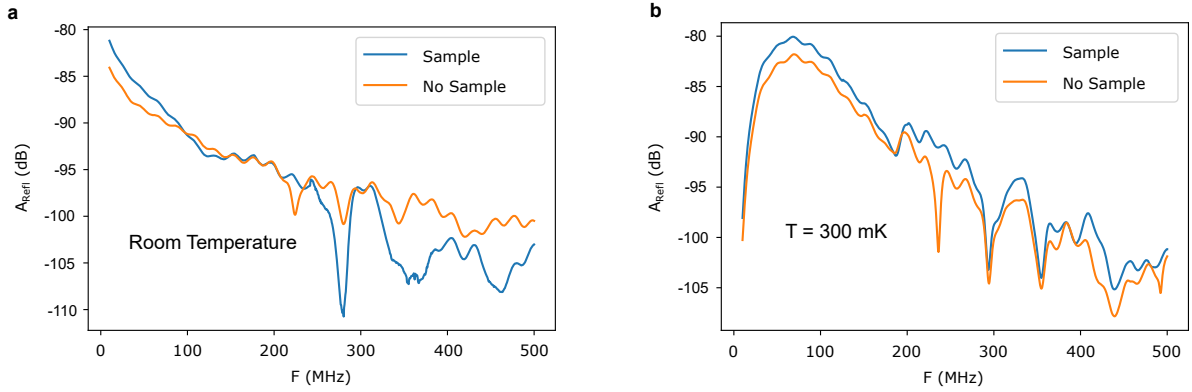 a
-80
-85
-90
-95
-100
-105
-110
A_Refl (dB)
0 100 200 300 400 500
F (MHz)
Sample
No Sample
Room Temperature
b
-80
-85
-90
-95
-100
-105
A_Refl (dB)
0 100 200 300 400 500
F (MHz)
Sample
No Sample
T = 300 mK